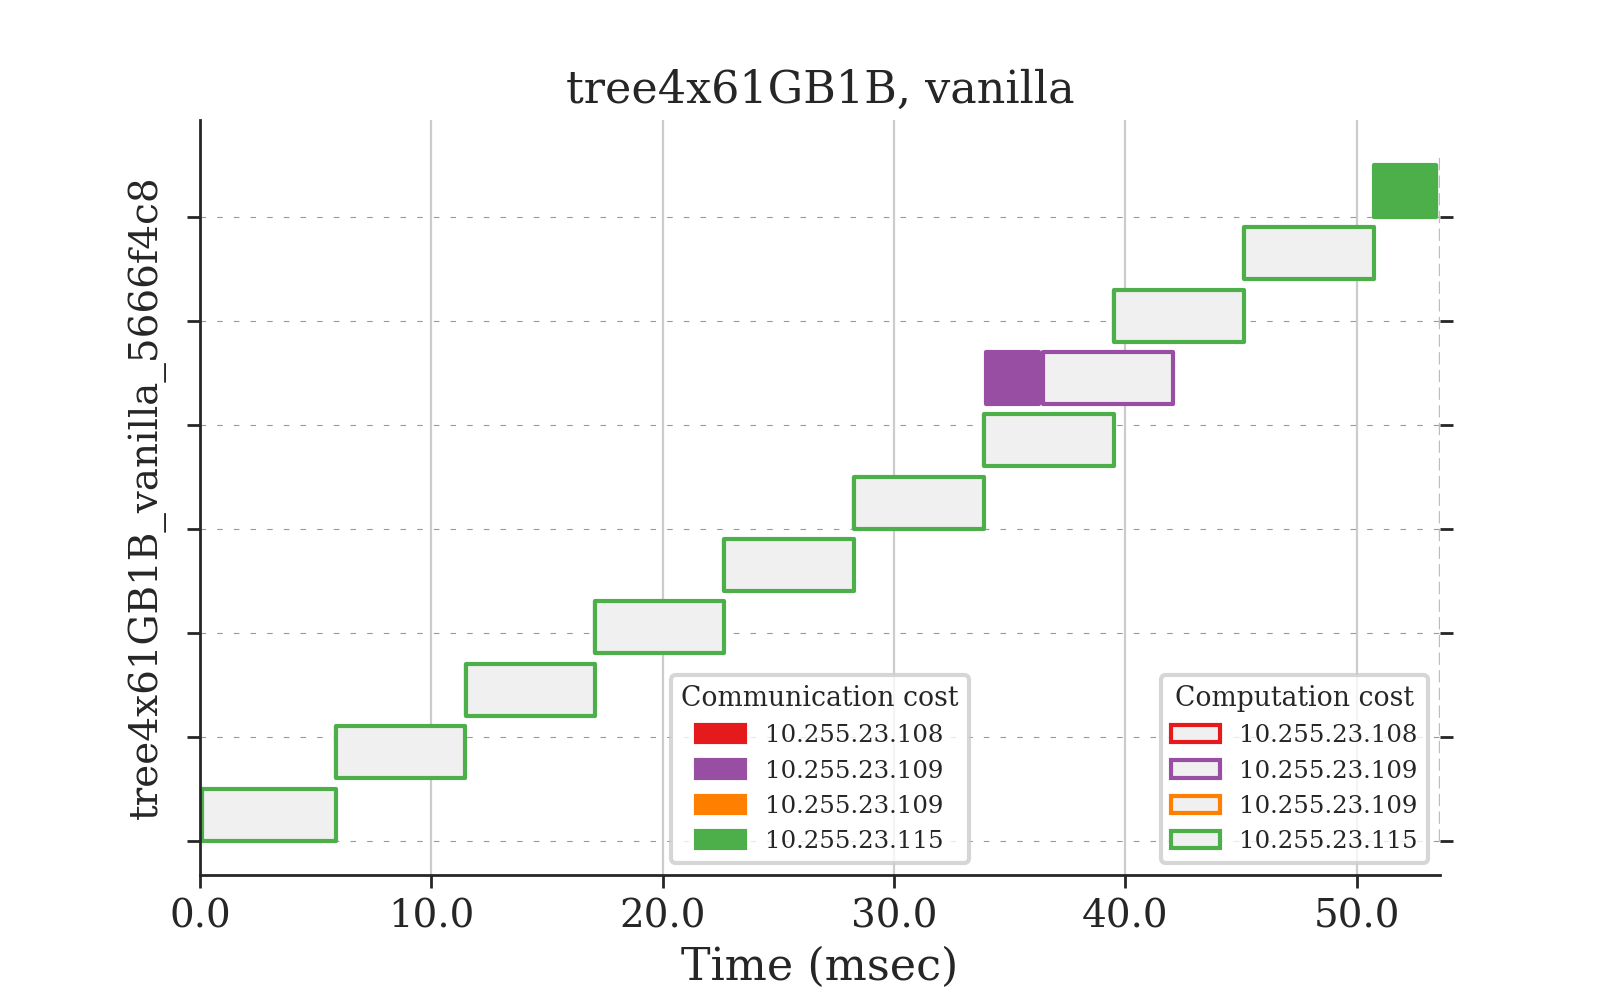 tree4x61GB1B, vanilla
tree4x61GB1B_vanilla_5666f4c8
Communication cost
10.255.23.108
10.255.23.109
10.255.23.109
10.255.23.115
Computation cost
10.255.23.108
10.255.23.109
10.255.23.109
10.255.23.115
0.0 10.0 20.0 30.0 40.0 50.0
Time (msec)